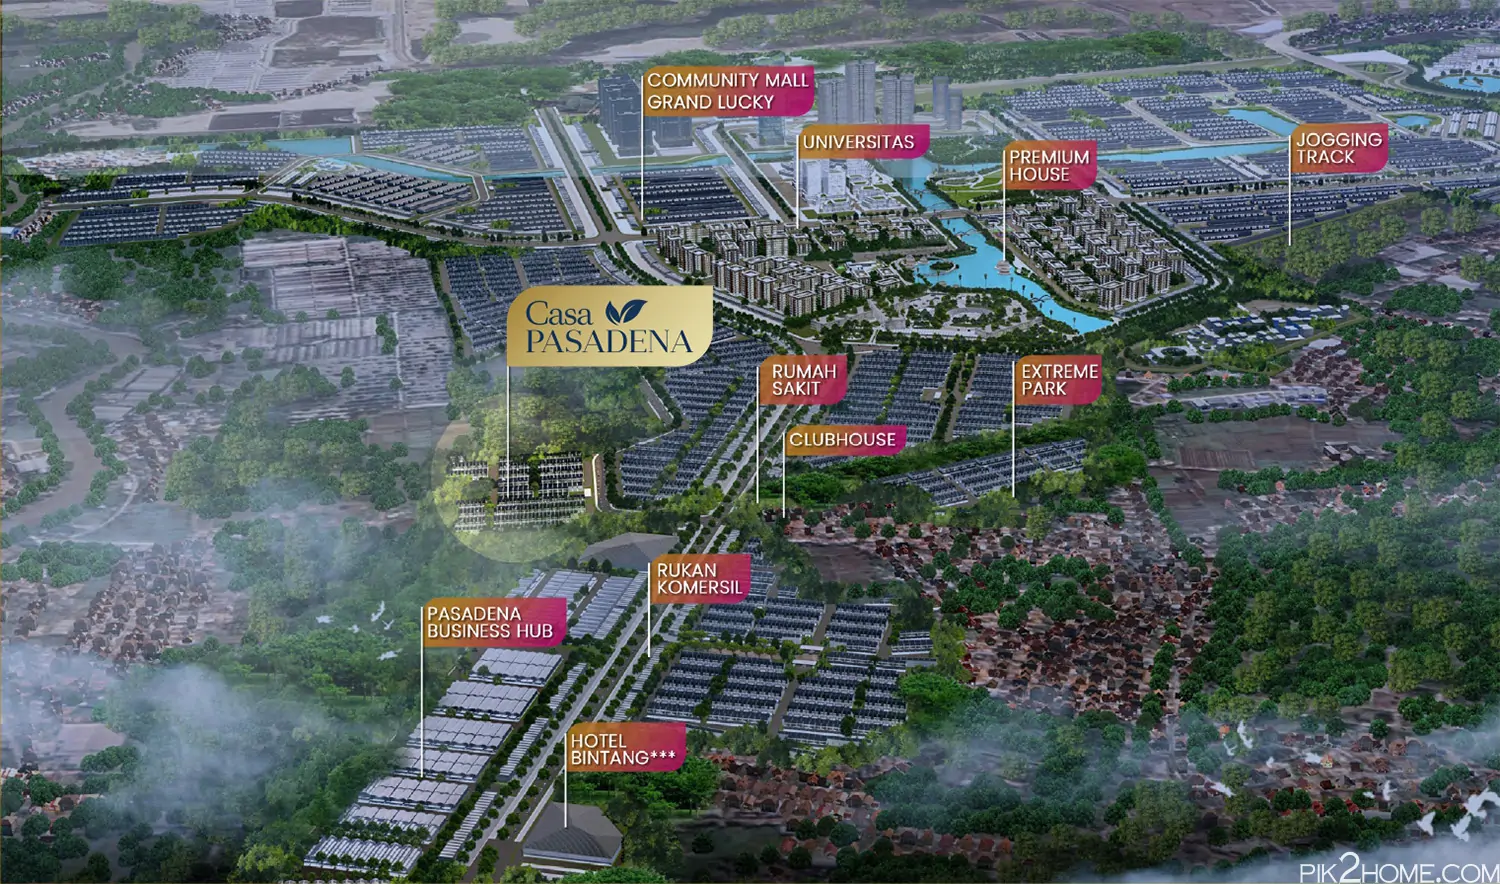 COMMUNITY MALL
GRAND LUCKY
UNIVERSITAS
PREMIUM
HOUSE
JOGGING
TRACK
Casa
PASADENA
RUMAH
SAKIT
EXTREME
PARK
CLUBHOUSE
RUKAN
KOMERSIL
PASADENA
BUSINESS HUB
HOTEL
BINTANG***
PIK2HOME.COM